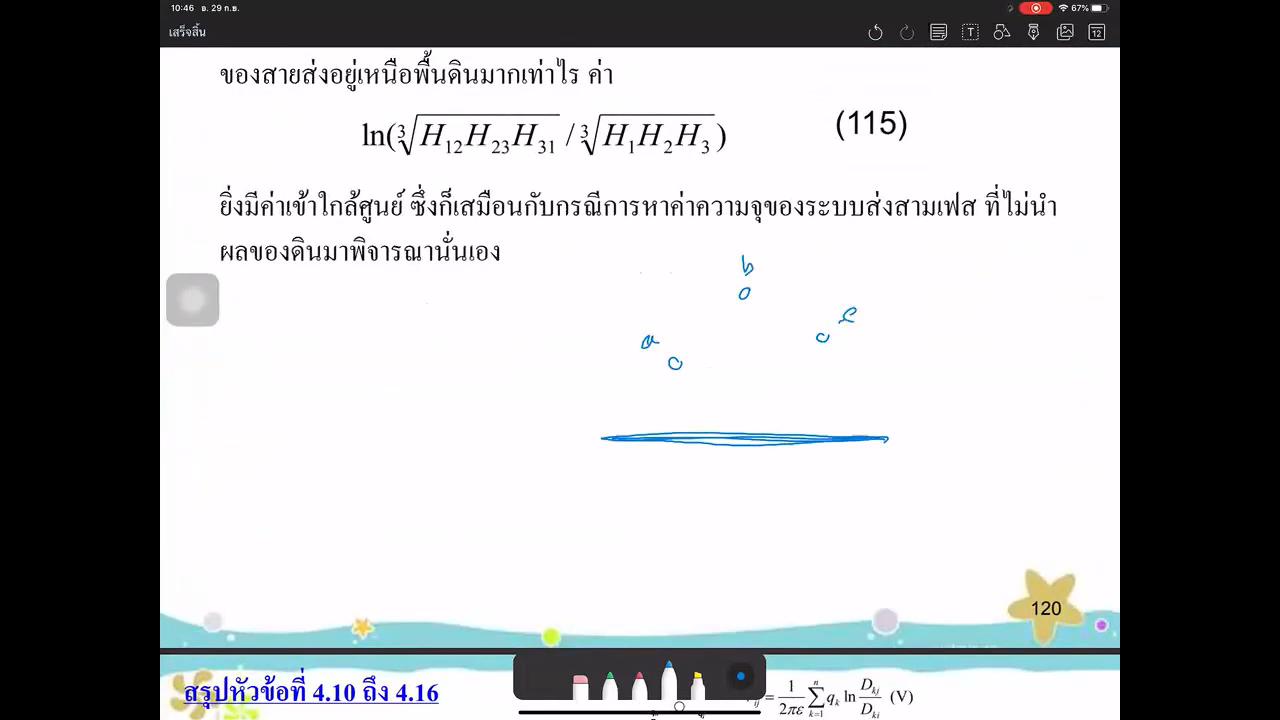 10:46 อ. 29 ก.ย.
67%
เสร็จสิ้น
ของสายส่งอยู่เหนือพื้นดินมากเท่าไร ค่า
ln(∛H₁₂H₂₃H₃₁ / ∛H₁H₂H₃) (115)
ยิ่งมีค่าเข้าใกล้ศูนย์ ซึ่งก็เสมือนกับกรณีการหาค่าความจุของระบบส่งสามเฟส ที่ไม่นำ
ผลของดินมาพิจารณานั่นเอง
b
c
a
120
สรุปหัวข้อที่ 4.10 ถึง 4.16
= 1/2πε ∑ₖ₌₁ⁿ qₖ ln Dₖⱼ/Dₖᵢ (V)